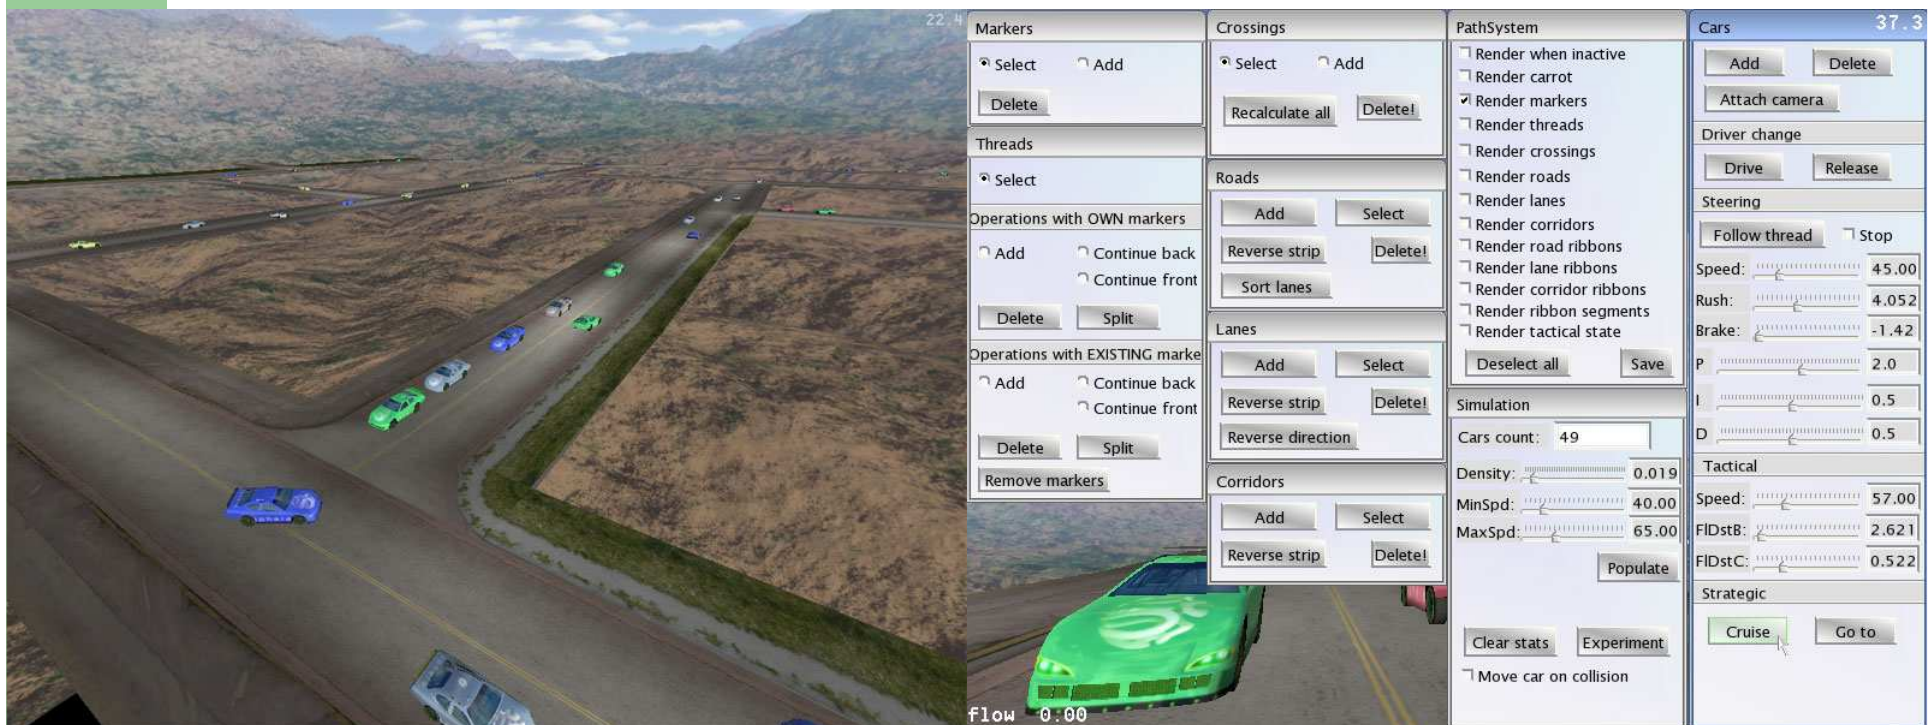 22.4
Markers
Select Add
Delete
Threads
Select
Operations with OWN markers
Add Continue back
Continue front
Delete Split
Operations with EXISTING marke
Add Continue back
Continue front
Delete Split
Remove markers
flow 0.00
Crossings
Select Add
Recalculate all Delete!
Roads
Add Select
Reverse strip Delete!
Sort lanes
Lanes
Add Select
Reverse strip Delete!
Reverse direction
Corridors
Add Select
Reverse strip Delete!
PathSystem
Render when inactive
Render carrot
Render markers
Render threads
Render crossings
Render roads
Render lanes
Render corridors
Render road ribbons
Render lane ribbons
Render corridor ribbons
Render ribbon segments
Render tactical state
Deselect all Save
Simulation
Cars count: 49
Density: 0.019
MinSpd: 40.00
MaxSpd: 65.00
Populate
Clear stats Experiment
Move car on collision
Cars 37.3
Add Delete
Attach camera
Driver change
Drive Release
Steering
Follow thread Stop
Speed: 45.00
Rush: 4.052
Brake: -1.42
P 2.0
I 0.5
D 0.5
Tactical
Speed: 57.00
FlDstB: 2.621
FlDstC: 0.522
Strategic
Cruise Go to